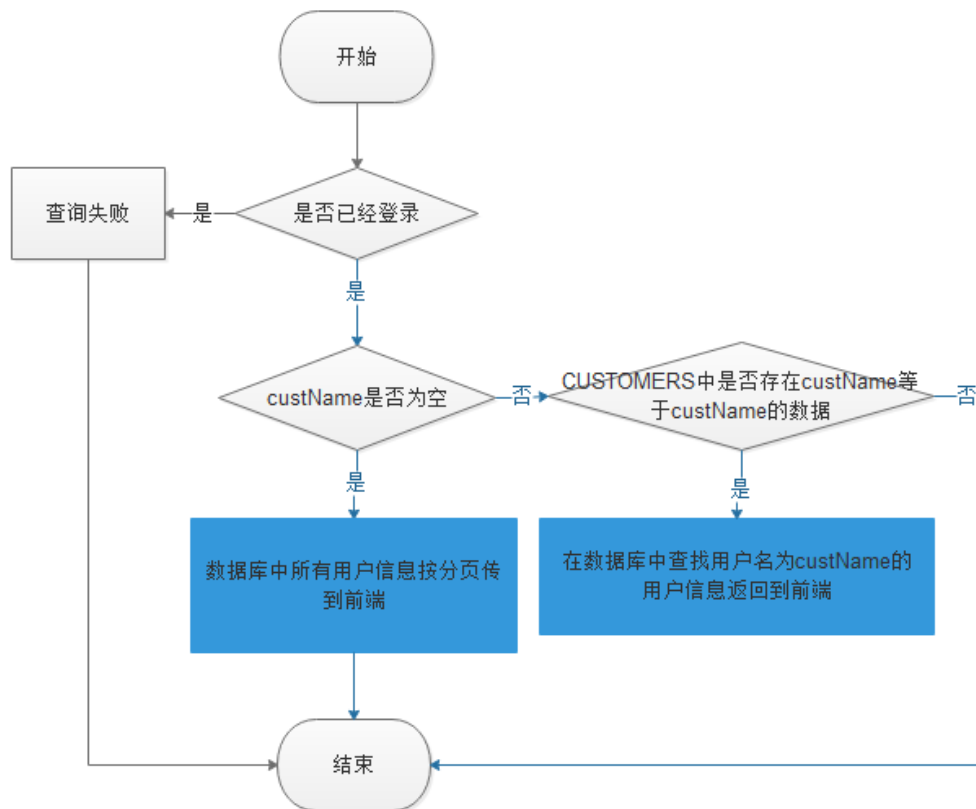 开始
是否已经登录
是
查询失败
是
custName是否为空
否
CUSTOMERS中是否存在custName等
于custName的数据
否
是
是
数据库中所有用户信息按分页传
到前端
在数据库中查找用户名为custName的
用户信息返回到前端
结束